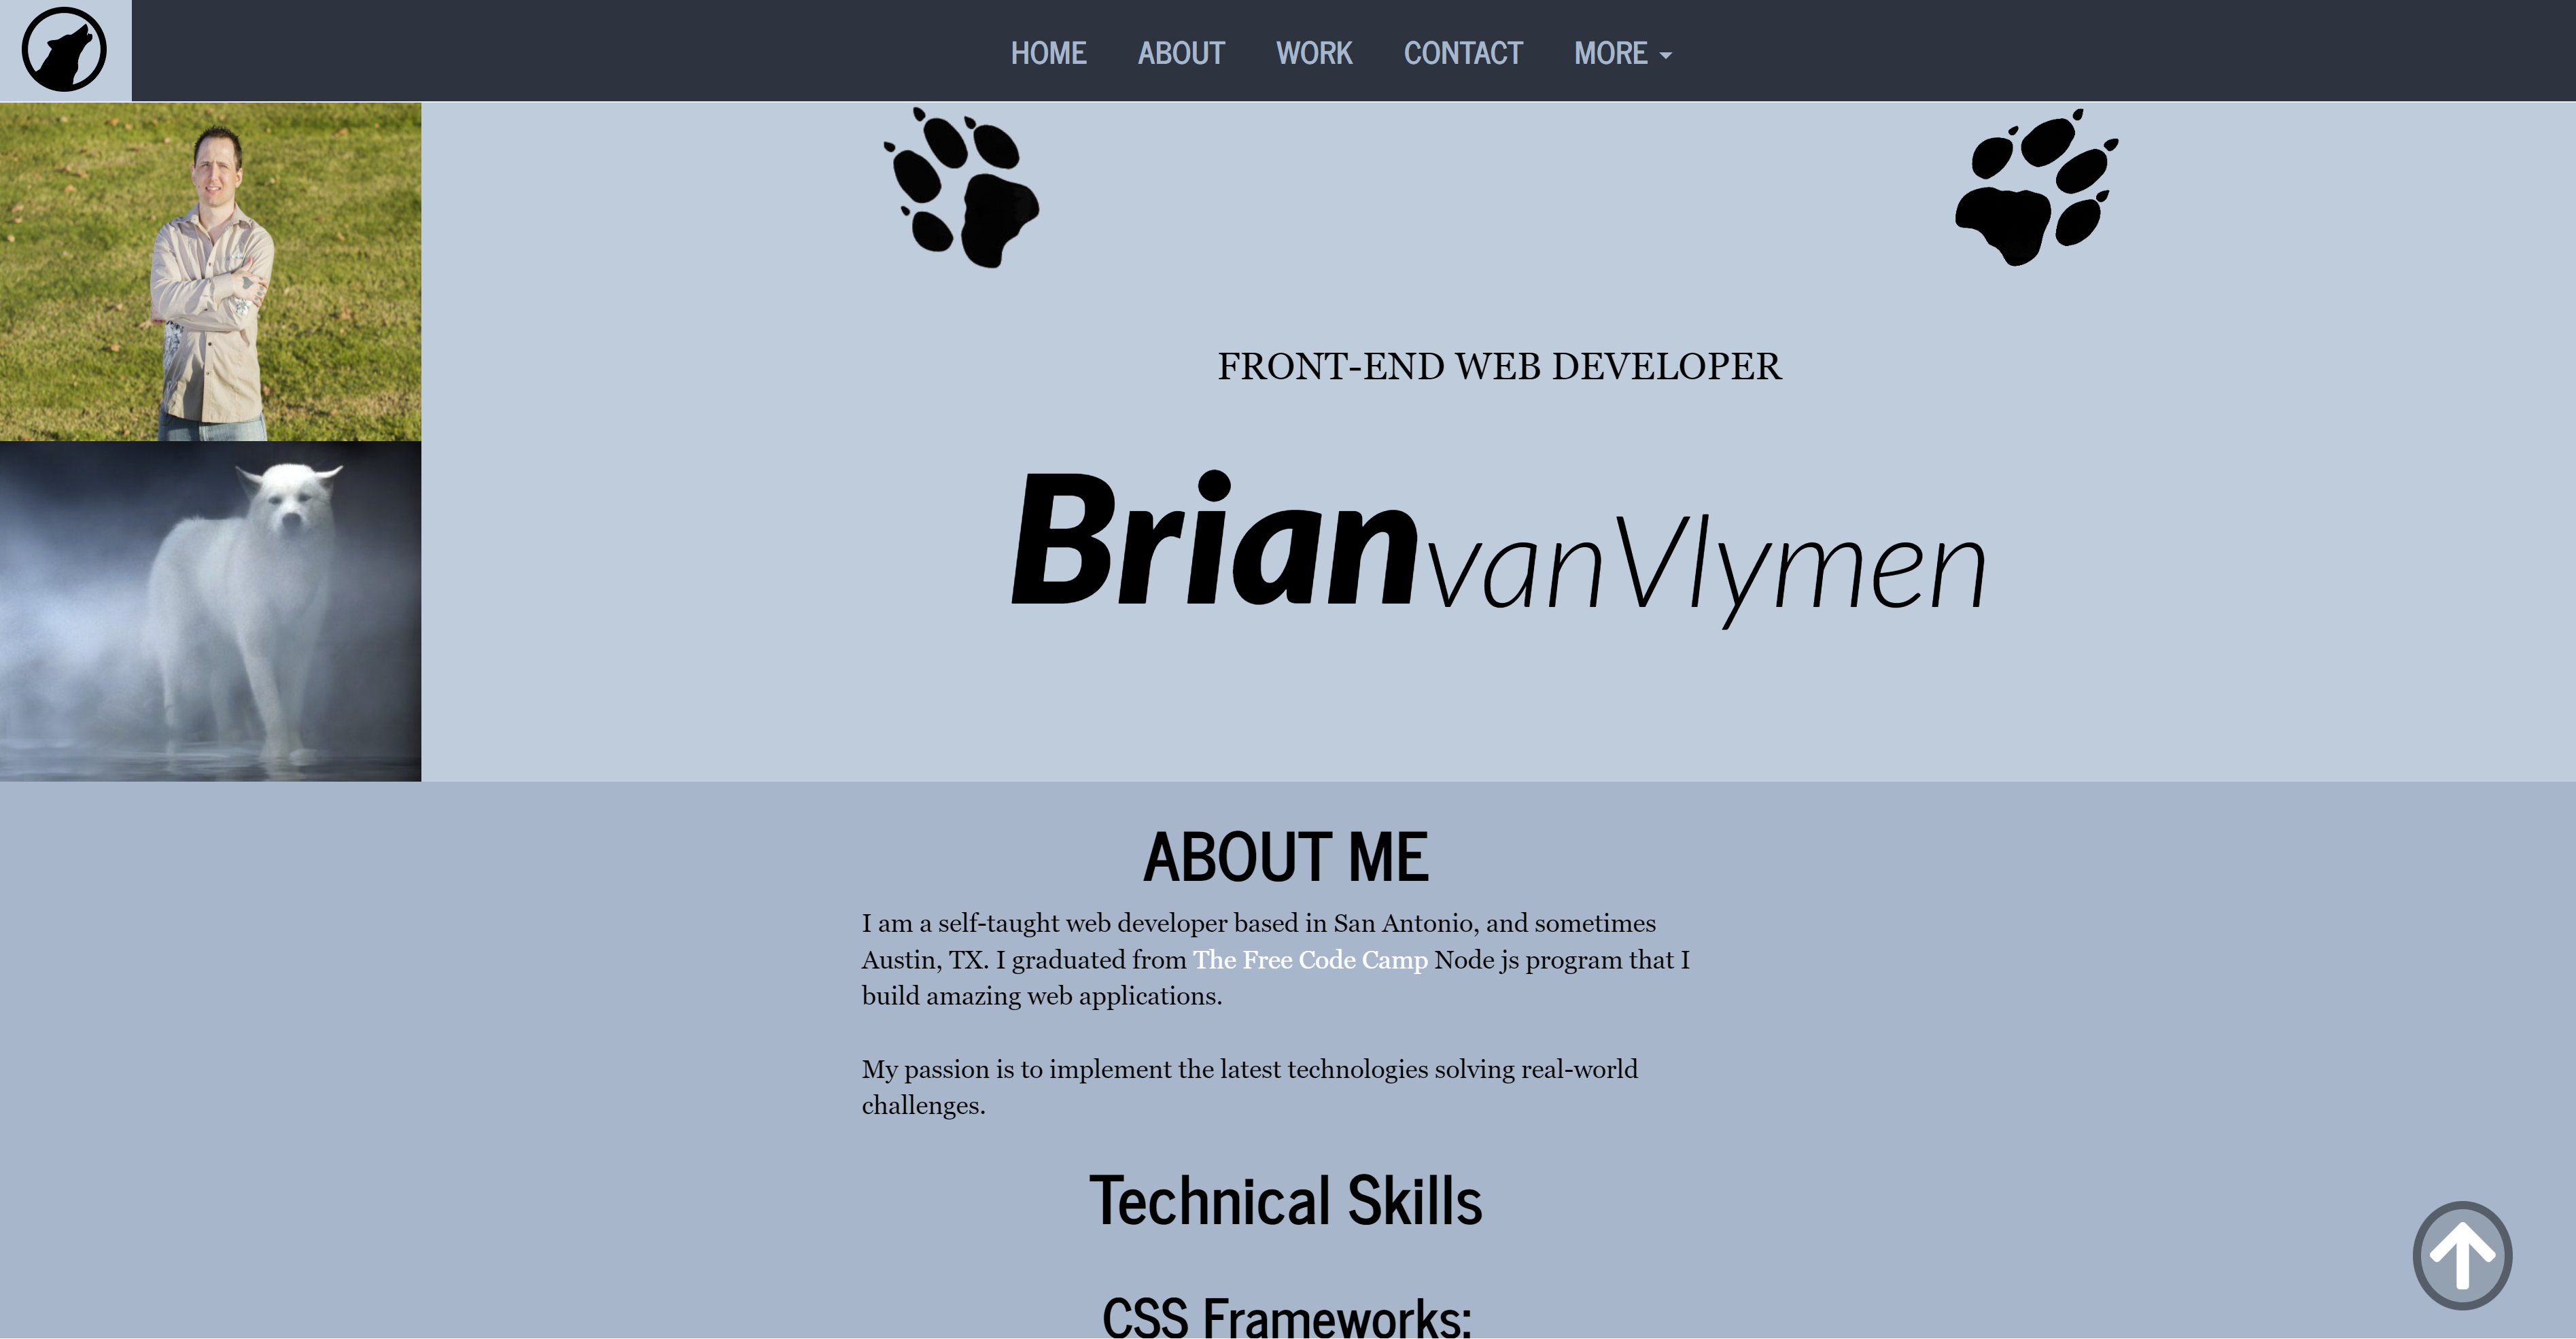 HOME ABOUT WORK CONTACT MORE
FRONT-END WEB DEVELOPER
BrianvanVlymen
ABOUT ME
I am a self-taught web developer based in San Antonio, and sometimes
Austin, TX. I graduated from The Free Code Camp Node js program that I
build amazing web applications.
My passion is to implement the latest technologies solving real-world
challenges.
Technical Skills
CSS Frameworks: